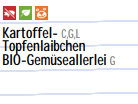 Kartoffel- C,G,L
Topfenlaibchen
BIO-Gemüseallerlei G